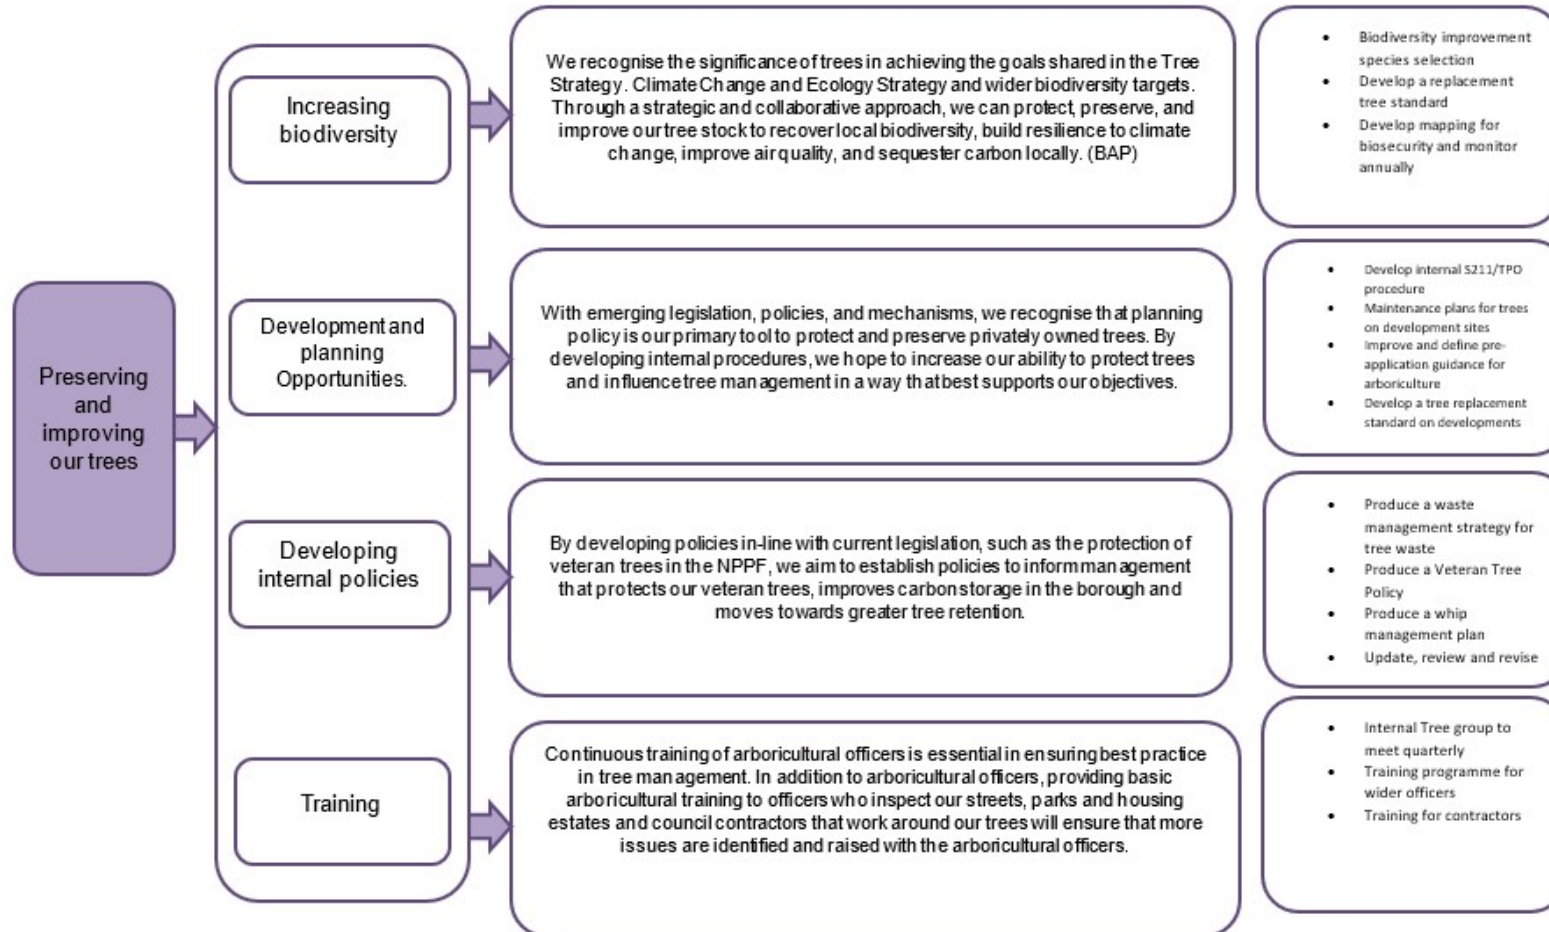 Preserving
and
improving
our trees
Increasing
biodiversity
We recognise the significance of trees in achieving the goals shared in the Tree
Strategy. Climate Change and Ecology Strategy and wider biodiversity targets.
Through a strategic and collaborative approach, we can protect, preserve, and
improve our tree stock to recover local biodiversity, build resilience to climate
change, improve air quality, and sequester carbon locally. (BAP)
• Biodiversity improvement
species selection
• Develop a replacement
tree standard
• Develop mapping for
biosecurity and monitor
annually
Development and
planning
Opportunities.
With emerging legislation, policies, and mechanisms, we recognise that planning
policy is our primary tool to protect and preserve privately owned trees. By
developing internal procedures, we hope to increase our ability to protect trees
and influence tree management in a way that best supports our objectives.
• Develop internal S211/TPO
procedure
• Maintenance plans for trees
on development sites
• Improve and define pre-
application guidance for
arboriculture
• Develop a tree replacement
standard on developments
Developing
internal policies
By developing policies in-line with current legislation, such as the protection of
veteran trees in the NPPF, we aim to establish policies to inform management
that protects our veteran trees, improves carbon storage in the borough and
moves towards greater tree retention.
• Produce a waste
management strategy for
tree waste
• Produce a Veteran Tree
Policy
• Produce a whip
management plan
• Update, review and revise
Training
Continuous training of arboricultural officers is essential in ensuring best practice
in tree management. In addition to arboricultural officers, providing basic
arboricultural training to officers who inspect our streets, parks and housing
estates and council contractors that work around our trees will ensure that more
issues are identified and raised with the arboricultural officers.
• Internal Tree group to
meet quarterly
• Training programme for
wider officers
• Training for contractors